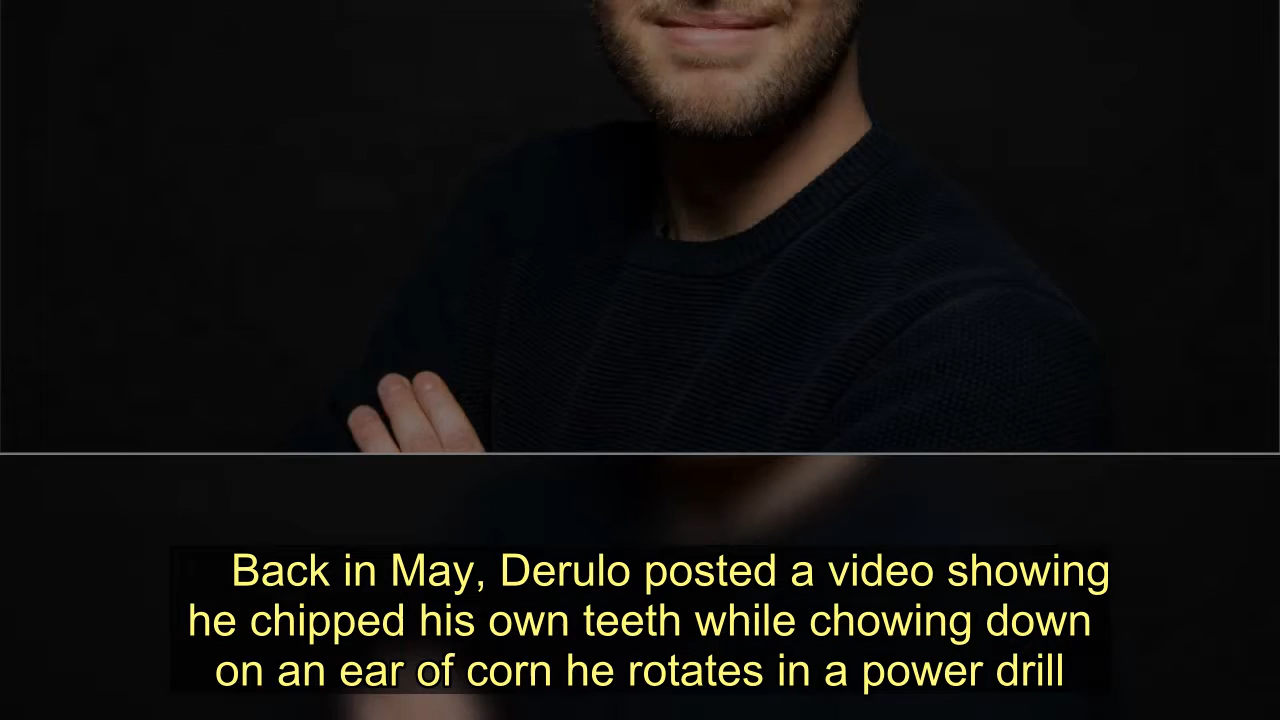 Back in May, Derulo posted a video showing
he chipped his own teeth while chowing down
on an ear of corn he rotates in a power drill